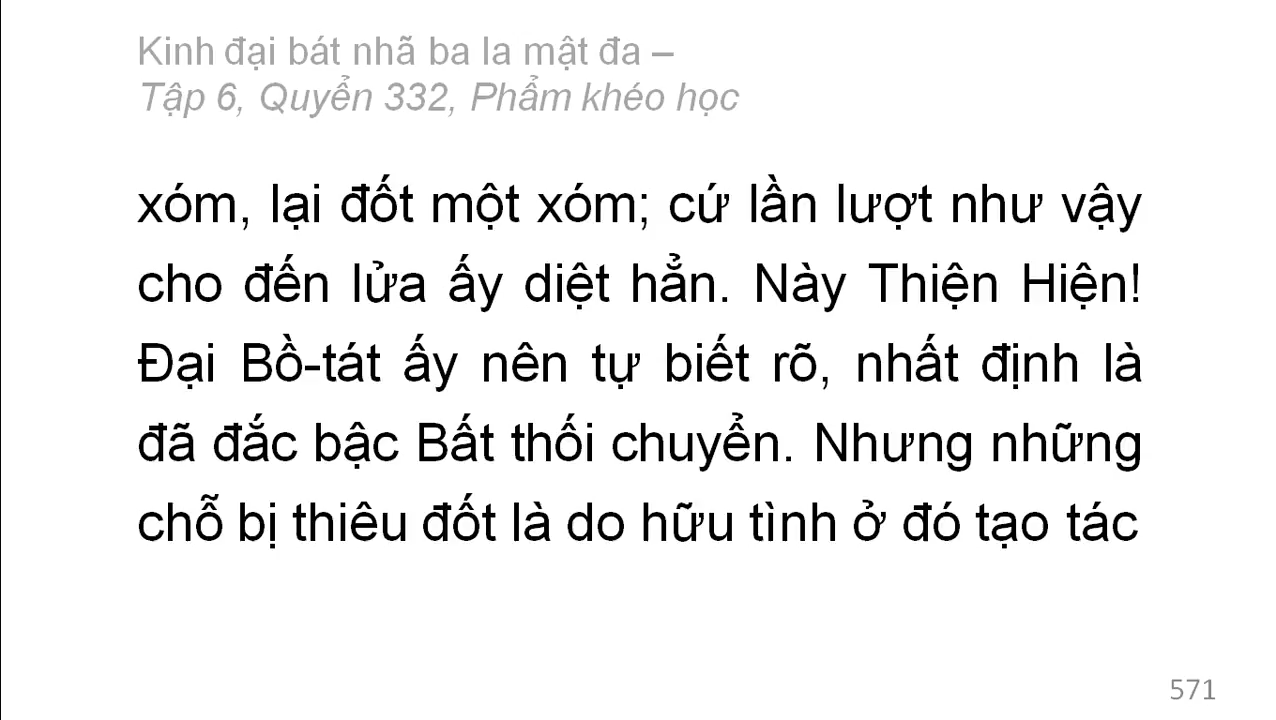 Kinh đại bát nhã ba la mật đa –
Tập 6, Quyển 332, Phẩm khéo học
xóm, lại đốt một xóm; cứ lần lượt như vậy
cho đến lửa ấy diệt hẳn. Này Thiện Hiện!
Đại Bồ-tát ấy nên tự biết rõ, nhất định là
đã đắc bậc Bất thối chuyển. Nhưng những
chỗ bị thiêu đốt là do hữu tình ở đó tạo tác
571